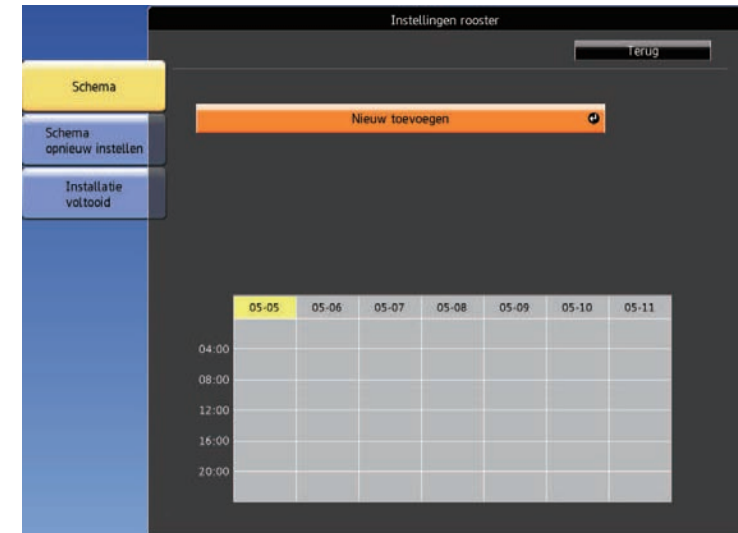 Instellingen rooster
Terug
Schema
Nieuw toevoegen
Schema
opnieuw instellen
Installatie
voltooid
05-05 05-06 05-07 05-08 05-09 05-10 05-11
04:00
08:00
12:00
16:00
20:00